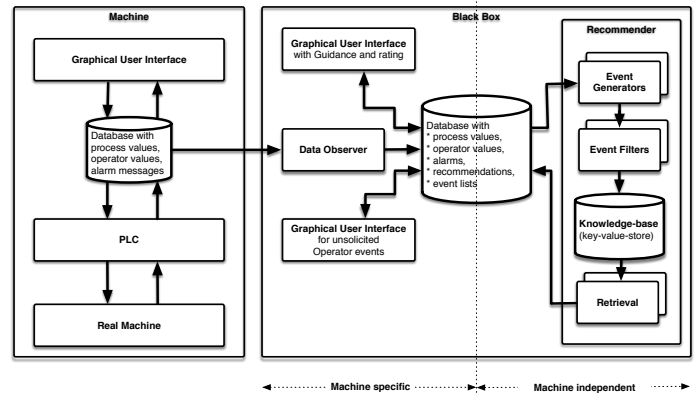 Machine
Graphical User Interface
Database with
process values,
operator values,
alarm messages
PLC
Real Machine
Black Box
Graphical User Interface
with Guidance and rating
Data Observer
Graphical User Interface
for unsolicited
Operator events
Database with
* process values,
* operator values,
* alarms,
* recommendations,
* event lists
Recommender
Event
Generators
Event Filters
Knowledge-base
(key-value-store)
Retrieval
Machine specific
Machine independent